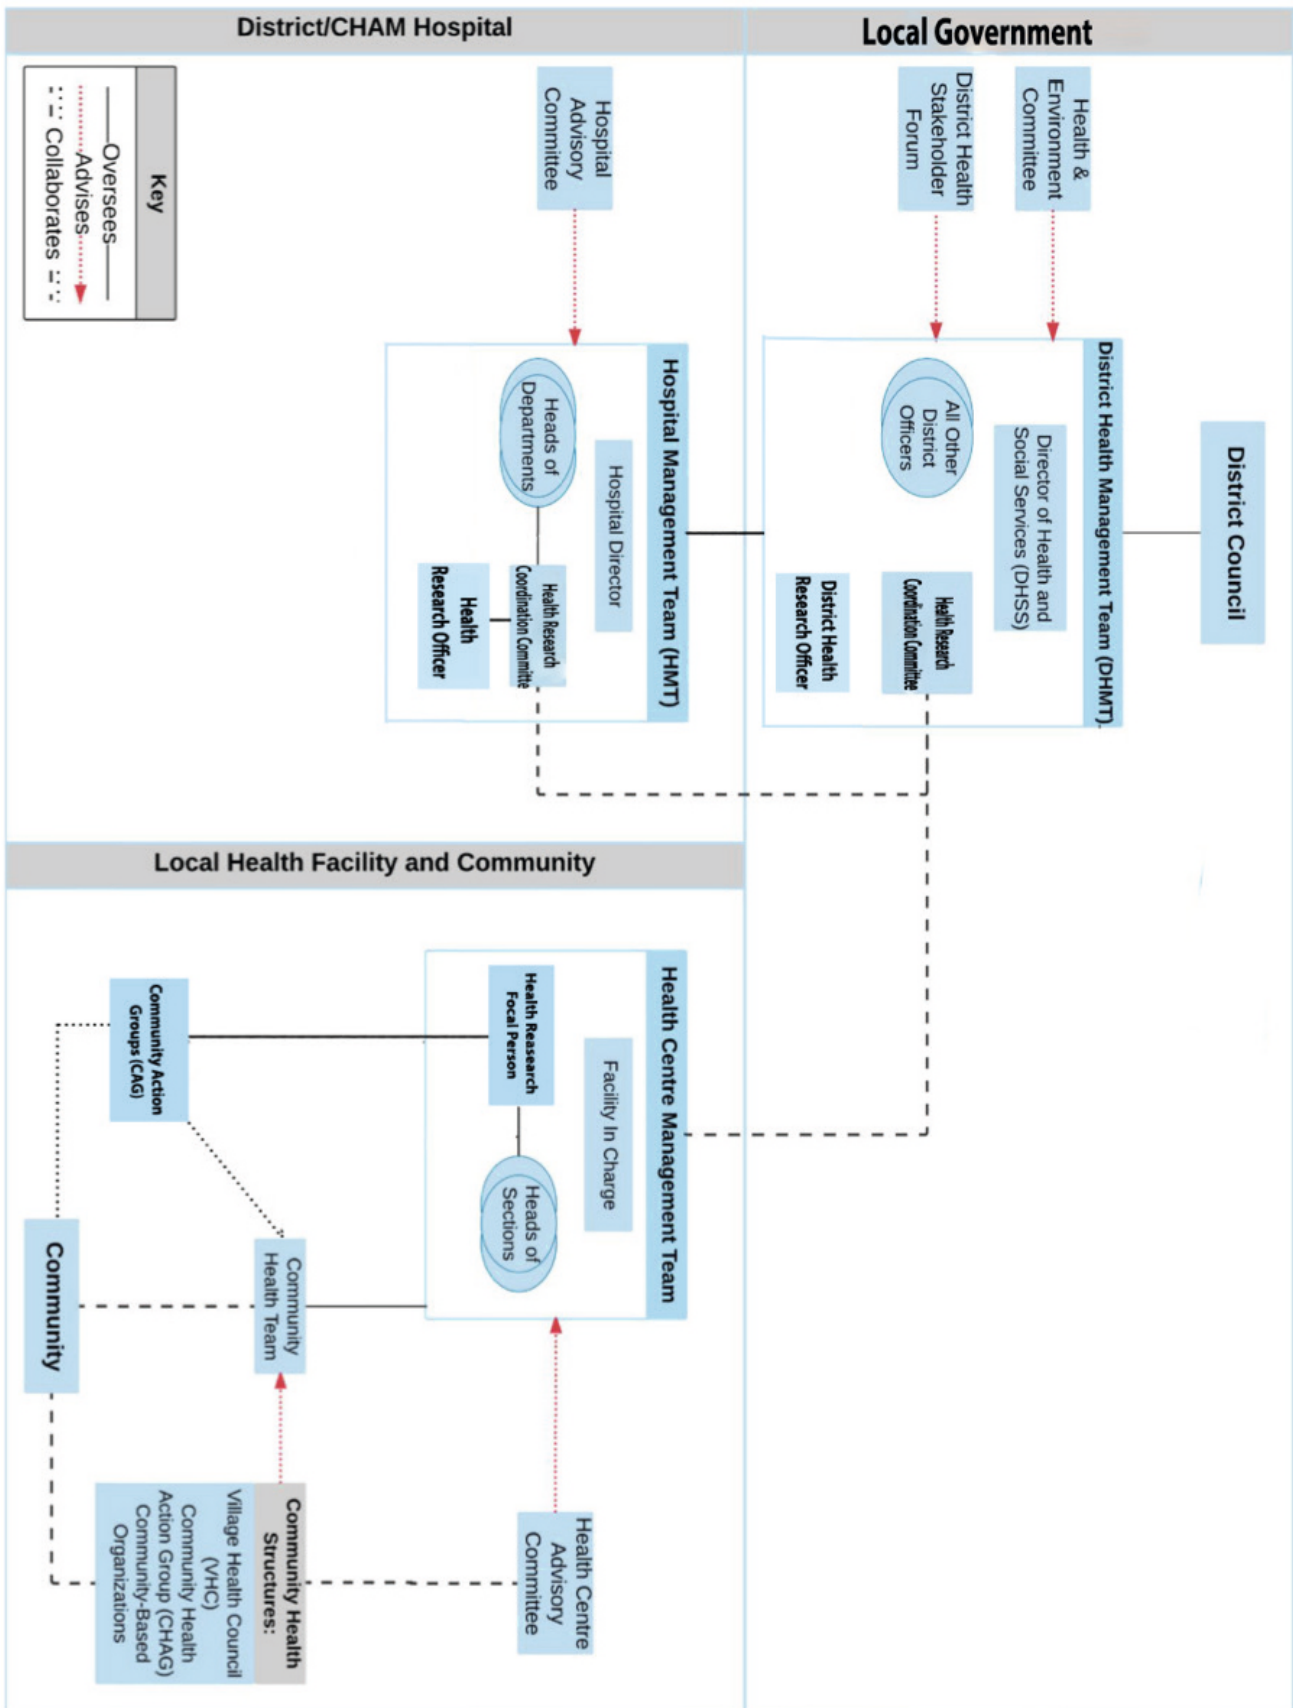 District/CHAM Hospital
Local Government
Key
Oversees
Advises
Collaborates
Hospital
Advisory
Committee
District Health
Stakeholder
Forum
Health &
Environment
Committee
District Council
District Health Management Team (DHMT).
Director of Health and
Social Services (DHSS)
All Other
District
Officers
Health Research
Coordination Committee
District Health
Research Officer
Hospital Management Team (HMT)
Hospital Director
Heads of
Departments
Health Research
Coordination Committe
Health
Research Officer
Local Health Facility and Community
Health Centre Management Team
Facility In Charge
Health Reasearch
Focal Person
Heads of
Sections
Community Action
Groups (CAG)
Community
Health Team
Community
Health Centre
Advisory
Committee
Community Health
Structures:
Village Health Council
(VHC)
Community Health
Action Group (CHAG)
Community-Based
Organizations